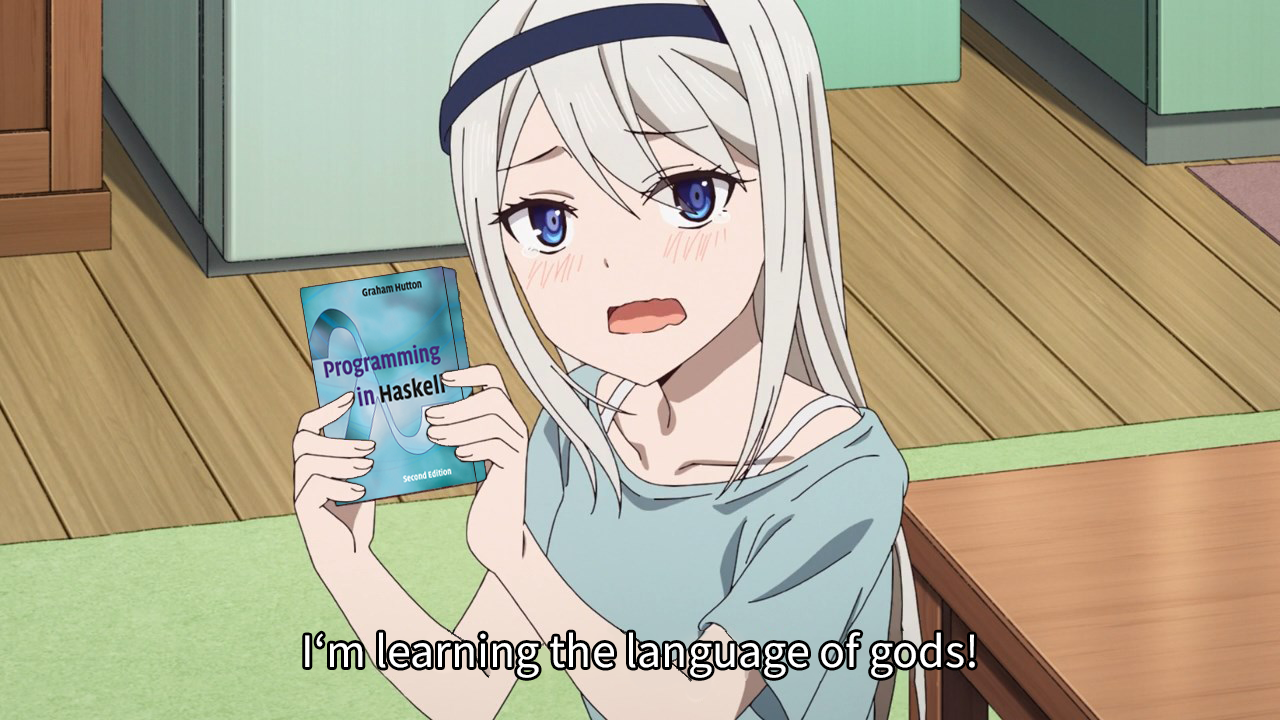 Graham Hutton
Programming
in Haskell
Second Edition
I‘m learning the language of gods!